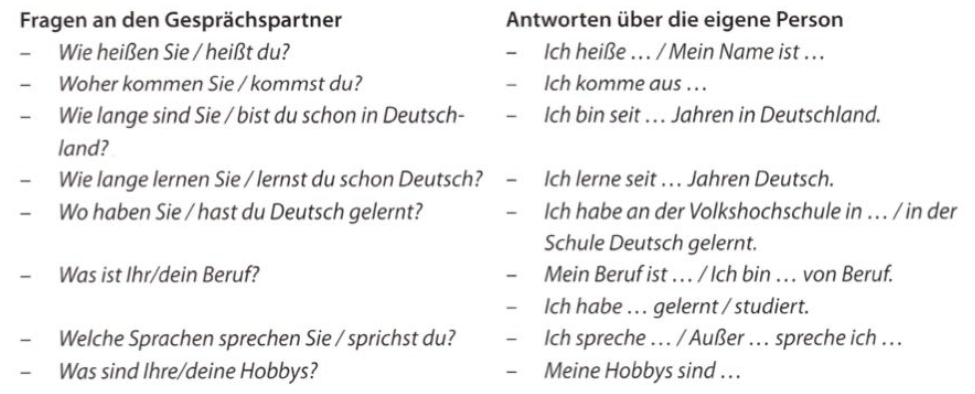 Fragen an den Gesprächspartner
– Wie heißen Sie / heißt du?
– Woher kommen Sie / kommst du?
– Wie lange sind Sie / bist du schon in Deutsch-
land?
– Wie lange lernen Sie / lernst du schon Deutsch?
– Wo haben Sie / hast du Deutsch gelernt?
– Was ist Ihr/dein Beruf?
– Welche Sprachen sprechen Sie / sprichst du?
– Was sind Ihre/deine Hobbys?
Antworten über die eigene Person
– Ich heiße … / Mein Name ist …
– Ich komme aus …
– Ich bin seit … Jahren in Deutschland.
– Ich lerne seit … Jahren Deutsch.
– Ich habe an der Volkshochschule in … / in der
Schule Deutsch gelernt.
– Mein Beruf ist … / Ich bin … von Beruf.
– Ich habe … gelernt / studiert.
– Ich spreche … / Außer … spreche ich …
– Meine Hobbys sind …